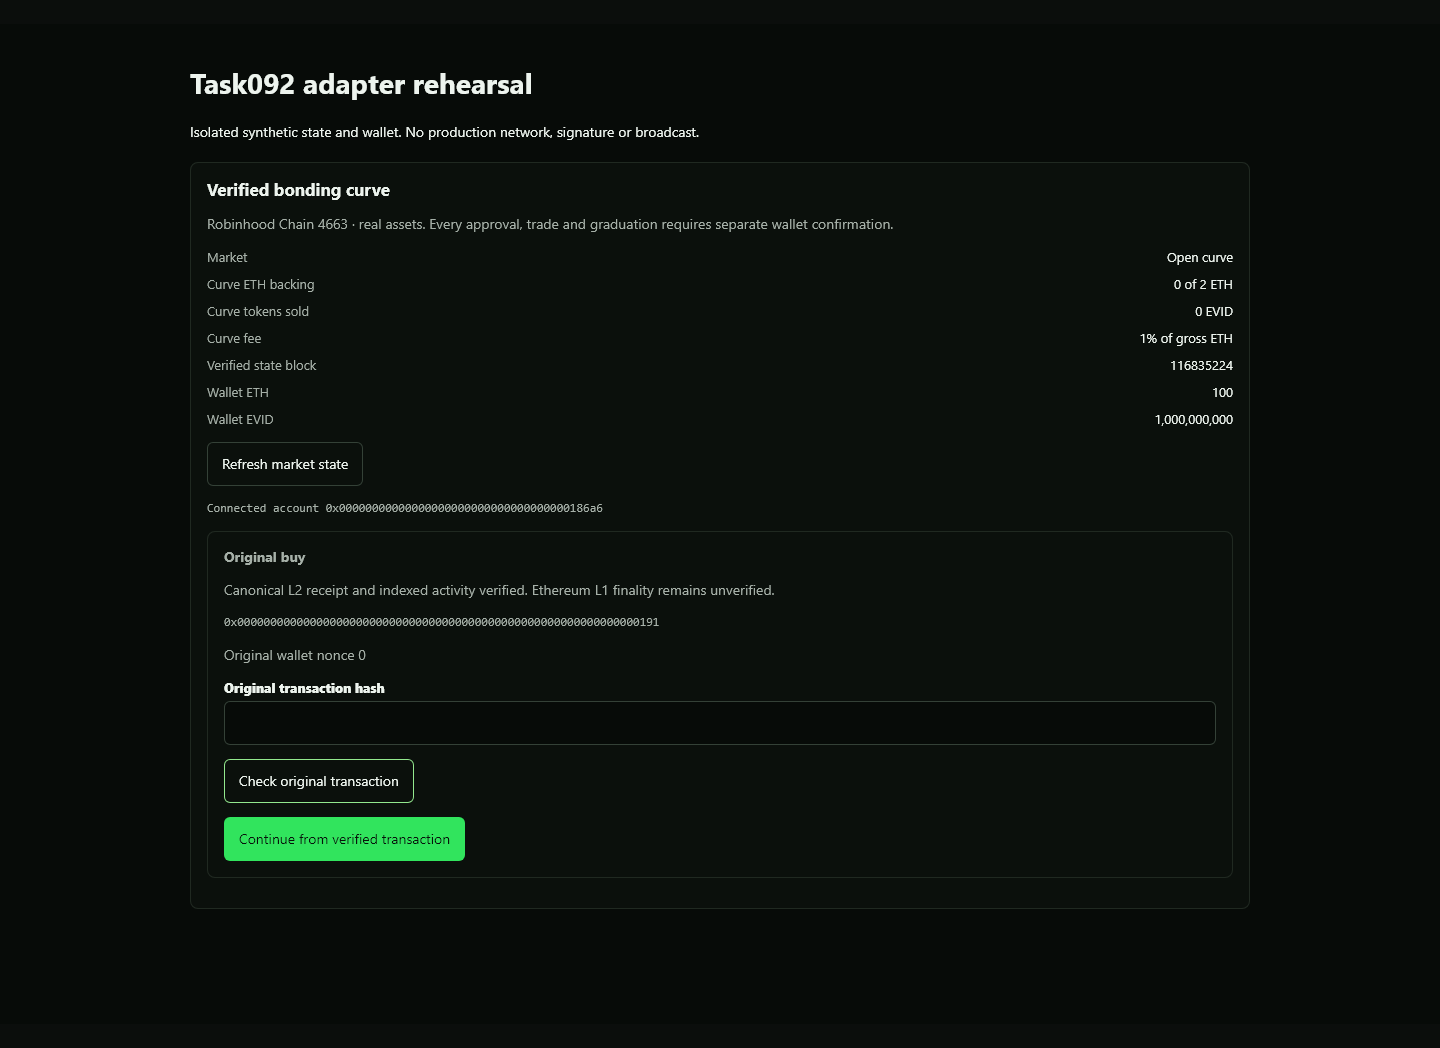 Task092 adapter rehearsal
Isolated synthetic state and wallet. No production network, signature or broadcast.
Verified bonding curve
Robinhood Chain 4663 · real assets. Every approval, trade and graduation requires separate wallet confirmation.
Market Open curve
Curve ETH backing 0 of 2 ETH
Curve tokens sold 0 EVID
Curve fee 1% of gross ETH
Verified state block 116835224
Wallet ETH 100
Wallet EVID 1,000,000,000
Refresh market state
Connected account 0x00000000000000000000000000000000000186a6
Original buy
Canonical L2 receipt and indexed activity verified. Ethereum L1 finality remains unverified.
0x0000000000000000000000000000000000000000000000000000000000000191
Original wallet nonce 0
Original transaction hash
Check original transaction
Continue from verified transaction